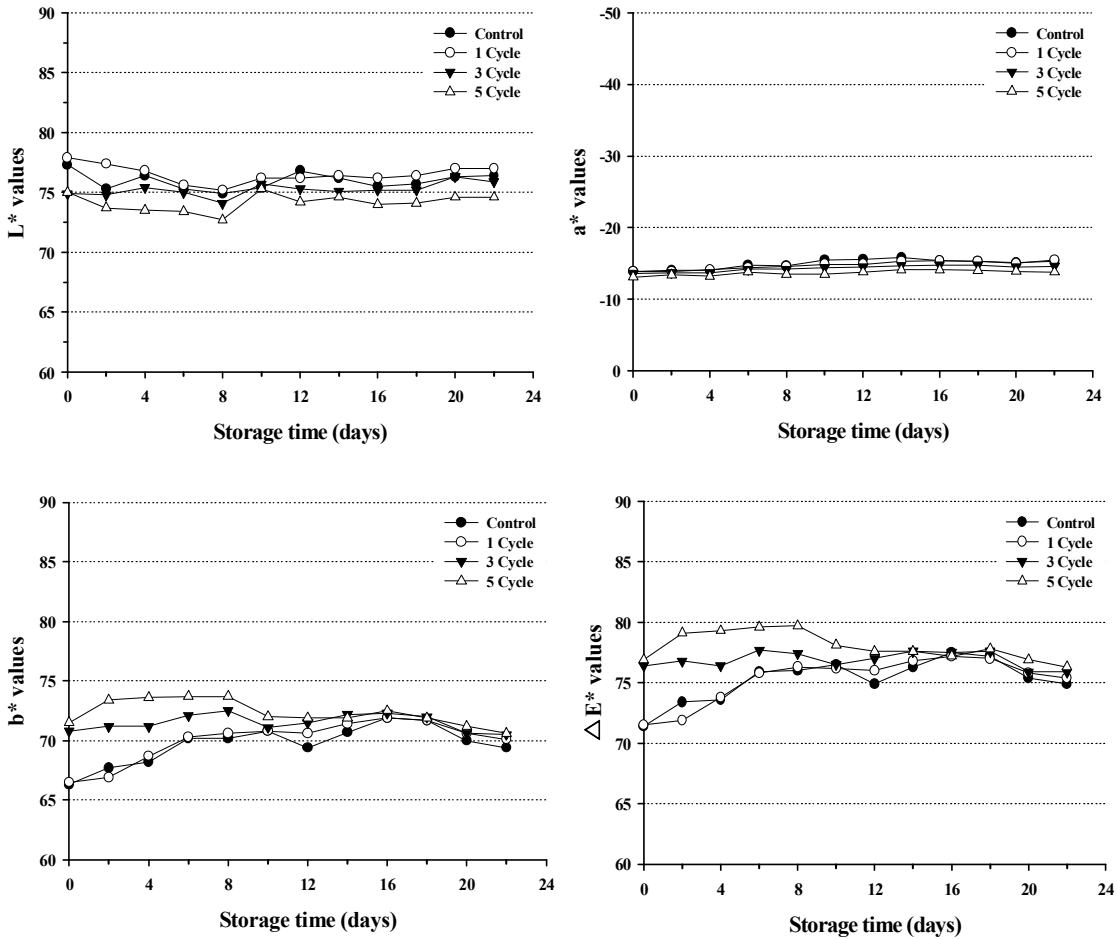 90
85
80
75
70
65
60
L* values
Control
1 Cycle
3 Cycle
5 Cycle
0 4 8 12 16 20 24
Storage time (days)
-50
-40
-30
-20
-10
0
a* values
Control
1 Cycle
3 Cycle
5 Cycle
0 4 8 12 16 20 24
Storage time (days)
90
85
80
75
70
65
60
b* values
Control
1 Cycle
3 Cycle
5 Cycle
0 4 8 12 16 20 24
Storage time (days)
90
85
80
75
70
65
60
△E* values
Control
1 Cycle
3 Cycle
5 Cycle
0 4 8 12 16 20 24
Storage time (days)